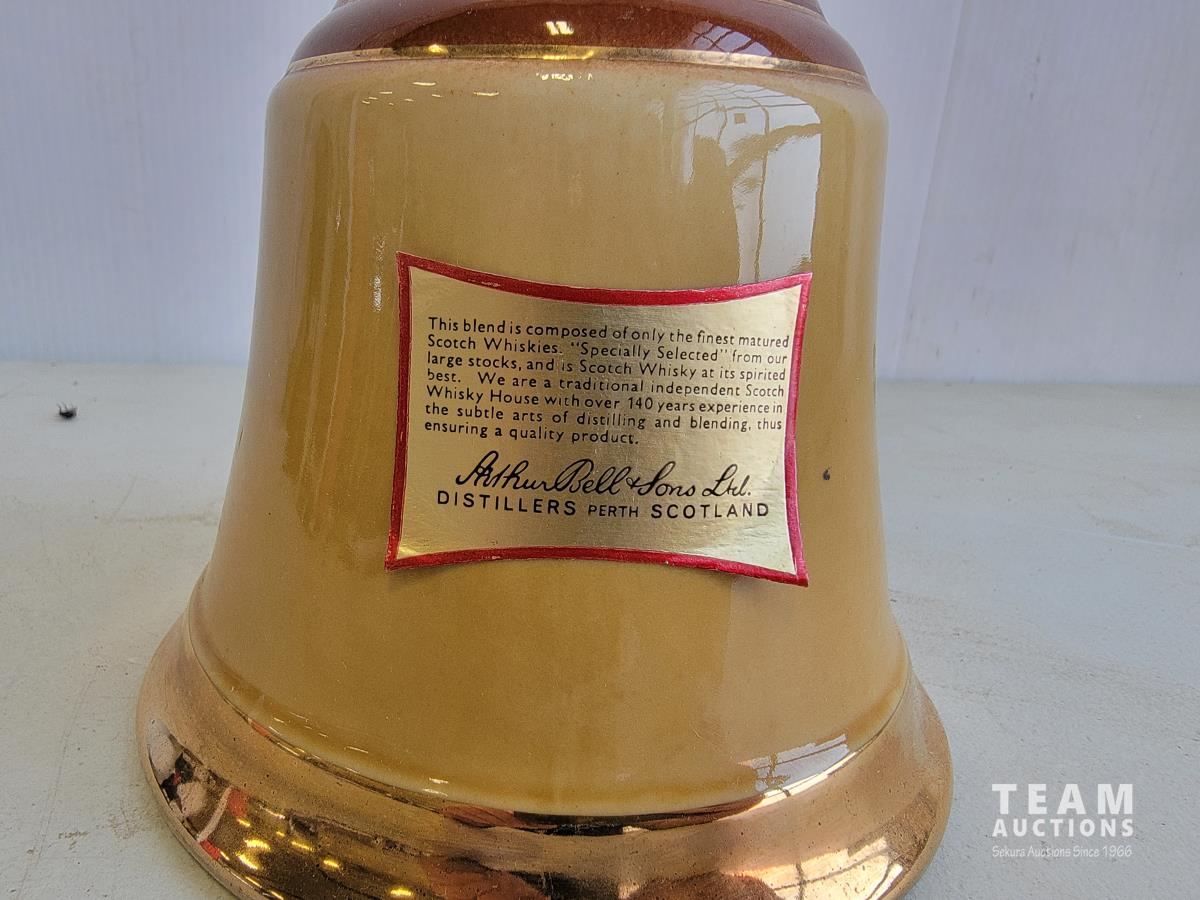 This blend is composed of only the finest matured
Scotch Whiskies. "Specially Selected" from our
large stocks, and is Scotch Whisky at its spirited
best. We are a traditional independent Scotch
Whisky House with over 140 years experience in
the subtle arts of distilling and blending, thus
ensuring a quality product.
Arthur Bell & Sons Ltd.
DISTILLERS PERTH SCOTLAND
TEAM
AUCTIONS
Sekura Auctions Since 1966